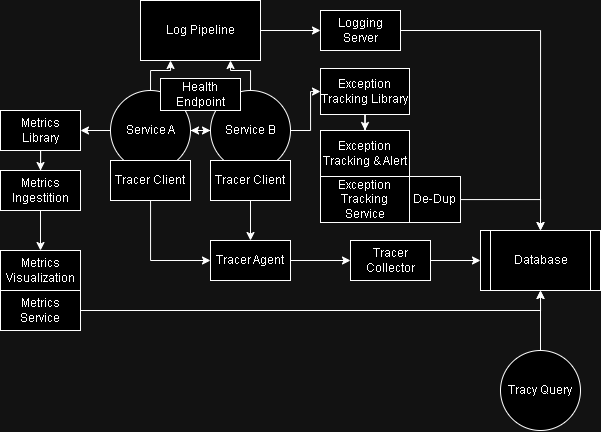 Log Pipeline
Logging
Server
Health
Endpoint
Exception
Tracking Library
Metrics
Library
Service A
Service B
Exception
Tracking & Alert
Tracer Client
Tracer Client
Metrics
Ingestition
Exception
Tracking
Service
De-Dup
Metrics
Visualization
Tracer Agent
Tracer
Collector
Database
Metrics
Service
Tracy Query